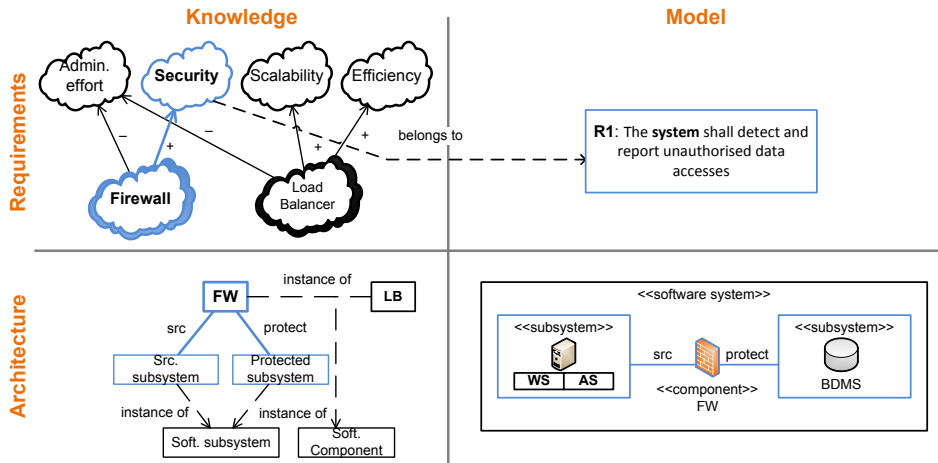 Knowledge
Model
Requirements
Admin.
effort
Security
Scalability
Efficiency
–
+
–
+
+
belongs to
Firewall
Load
Balancer
R1: The system shall detect and
report unauthorised data
accesses
Architecture
FW
instance of
LB
src
protect
Src.
subsystem
Protected
subsystem
instance of
instance of
Soft. subsystem
Soft.
Component
<<software system>>
<<subsystem>>
<<subsystem>>
src
protect
WS
AS
<<component>>
FW
BDMS